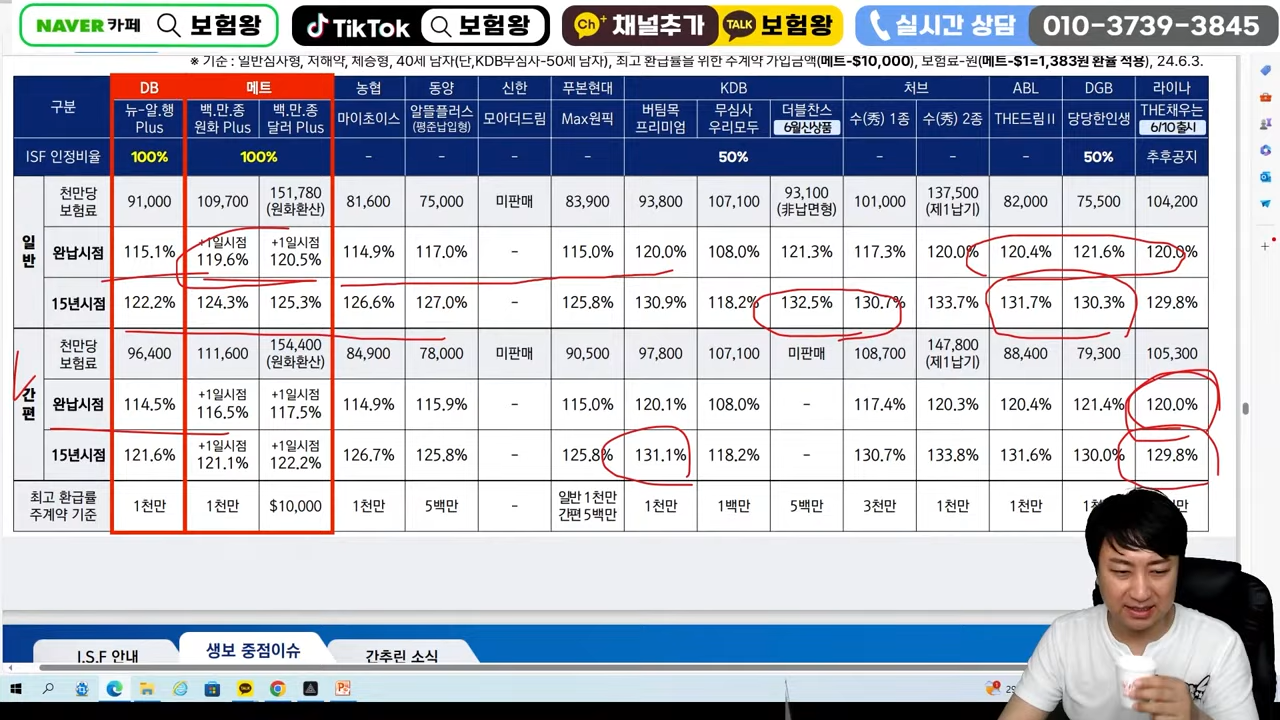 NAVER 카페 보험왕 TikTok 보험왕 Ch+ 채널추가 TALK 보험왕 실시간 상담 010-3739-3845
※ 기준 : 일반심사형, 저해약, 체증형, 40세 남자(단,KDB무심사-50세 남자), 최고 환급률을 위한 주계약 가입금액(메트-$10,000), 보험료-원(메트-$1=1,383원 환율 적용), 24.6.3.
구분 DB 메트 농협 동양 신한 푸본현대 KDB 처브 ABL DGB 라이나
뉴-알.행 Plus 백.만.종 원화 Plus 백.만.종 달러 Plus 마이초이스 알뜰플러스 (평준납입형) 모아더드림 Max원픽 버팀목 프리미엄 무심사 우리모두 더블찬스 6월신상품 수(秀) 1종 수(秀) 2종 THE드림Ⅱ 당당한인생 THE채우는 6/10출시
ISF 인정비율 100% 100% - - - - 50% - - - 50% 추후공지
일반
천만당 보험료 91,000 109,700 151,780 (원화환산) 81,600 75,000 미판매 83,900 93,800 107,100 93,100 (非납면형) 101,000 137,500 (제1납기) 82,000 75,500 104,200
완납시점 115.1% +1일시점 119.6% +1일시점 120.5% 114.9% 117.0% - 115.0% 120.0% 108.0% 121.3% 117.3% 120.0% 120.4% 121.6% 120.0%
15년시점 122.2% 124.3% 125.3% 126.6% 127.0% - 125.8% 130.9% 118.2% 132.5% 130.7% 133.7% 131.7% 130.3% 129.8%
간편
천만당 보험료 96,400 111,600 154,400 (원화환산) 84,900 78,000 미판매 90,500 97,800 107,100 미판매 108,700 147,800 (제1납기) 88,400 79,300 105,300
완납시점 114.5% +1일시점 116.5% +1일시점 117.5% 114.9% 115.9% - 115.0% 120.1% 108.0% - 117.4% 120.3% 120.4% 121.4% 120.0%
15년시점 121.6% +1일시점 121.1% +1일시점 122.2% 126.7% 125.8% - 125.8% 131.1% 118.2% - 130.7% 133.8% 131.6% 130.0% 129.8%
최고 환급률 주계약 기준 1천만 1천만 $10,000 1천만 5백만 - 일반 1천만 간편 5백만 1천만 1백만 5백만 3천만 1천만 1천만
I.S.F 안내 생보 중점이슈 간추린 소식